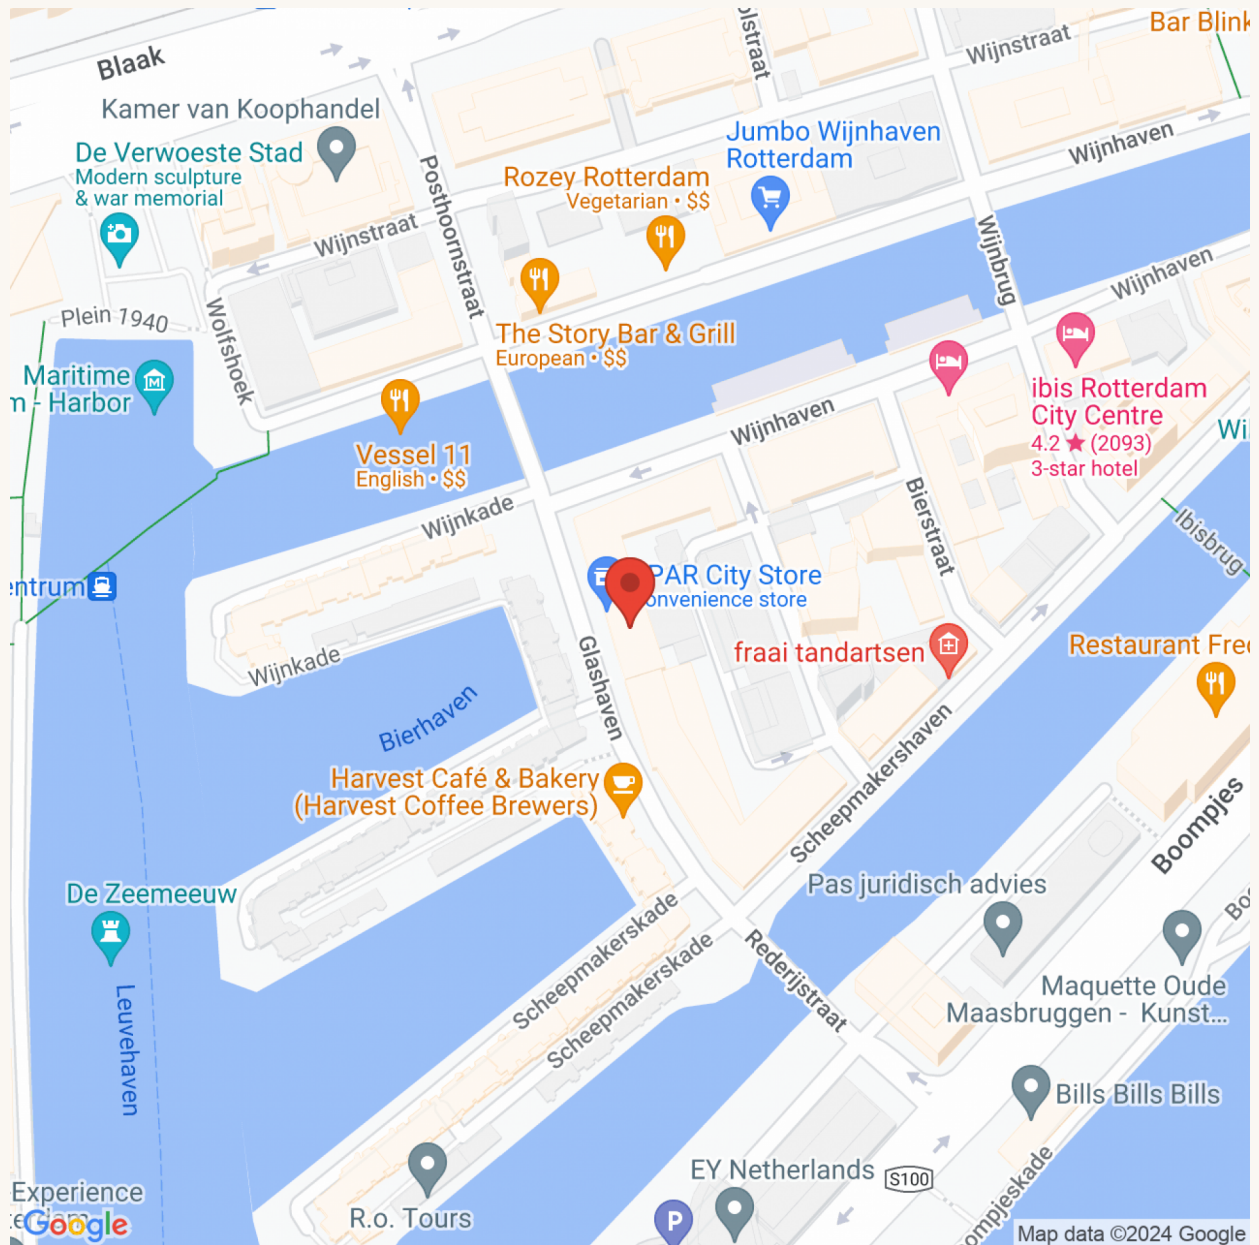 Blaak
Wijnstraat
Bar Blink
Kamer van Koophandel
De Verwoeste Stad
Modern sculpture
& war memorial
Jumbo Wijnhaven
Rotterdam
Wijnhaven
Rozey Rotterdam
Vegetarian • $$
Posthoornstraat
Wijnstraat
Wijnbrug
Wijnhaven
Plein 1940
Wolfshoek
The Story Bar & Grill
European • $$
Maritime
m - Harbor
ibis Rotterdam
City Centre
4.2 ★ (2093)
3-star hotel
Wijnhaven
Vessel 11
English • $$
Wijnkade
Bierstraat
Ibisbrug
entrum
PAR City Store
onvenience store
Glashaven
fraai tandartsen
Restaurant Fred
Wijnkade
Bierhaven
Harvest Café & Bakery
(Harvest Coffee Brewers)
Scheepmakershaven
Boompjes
De Zeemeeuw
Pas juridisch advies
Scheepmakerskade
Scheepmakerskade
Rederijstraat
Leuvehaven
Maquette Oude
Maasbruggen - Kunst...
Bills Bills Bills
EY Netherlands
S100
P
Experience
R.o. Tours
ompjeskade
Google
Map data ©2024 Google